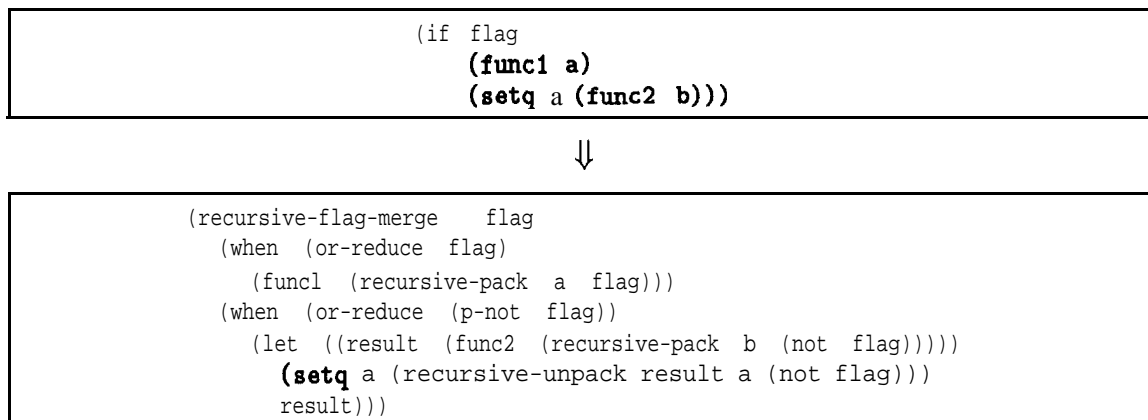 (if flag
(func1 a)
(setq a (func2 b)))
⇓
(recursive-flag-merge flag
(when (or-reduce flag)
(func1 (recursive-pack a flag)))
(when (or-reduce (p-not flag))
(let ((result (func2 (recursive-pack b (not flag)))))
(setq a (recursive-unpack result a (not flag)))
result)))